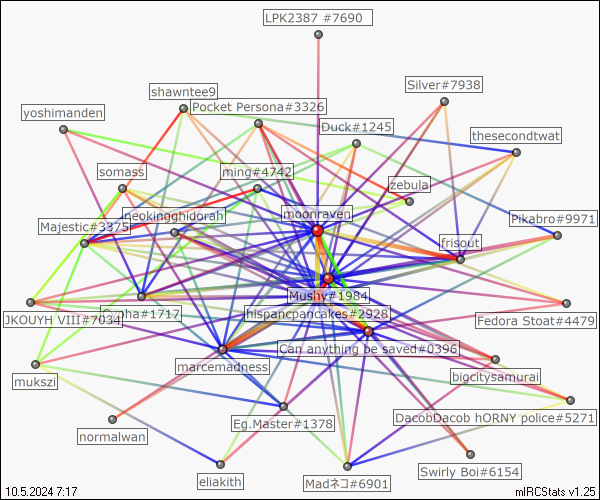 LPK2387 #7690
Silver#7938
shawntee9
Pocket Persona#3326
yoshimanden
Duck#1245
thesecondtwat
somass
ming#4742
zebula
neokingghidorah
moonraven
Pikabro#9971
Majestic#3375
frisout
Mushy#1984
JKOUYH VIII#7034
#1717
hispancpancakes#2928
Fedora Stoat#4479
Can anything be saved#0396
marcemadness
mukszi
bigcitysamurai
DacobDacob hORNY police#5271
Eg.Master#1378
normalwan
eliakith
Madネコ#6901
Swirly Boi#6154
10.5.2024 7:17
mIRCStats v1.25